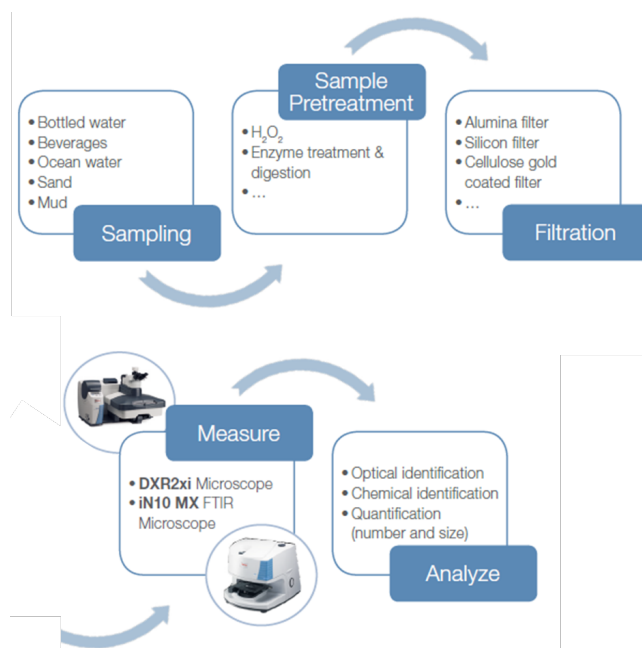 • Bottled water
• Beverages
• Ocean water
• Sand
• Mud
Sampling
Sample
Pretreatment
• H₂O₂
• Enzyme treatment &
digestion
• ...
• Alumina filter
• Silicon filter
• Cellulose gold
coated filter
• ...
Filtration
Measure
• DXR2xi Microscope
• iN10 MX FTIR
Microscope
• Optical identification
• Chemical identification
• Quantification
(number and size)
Analyze